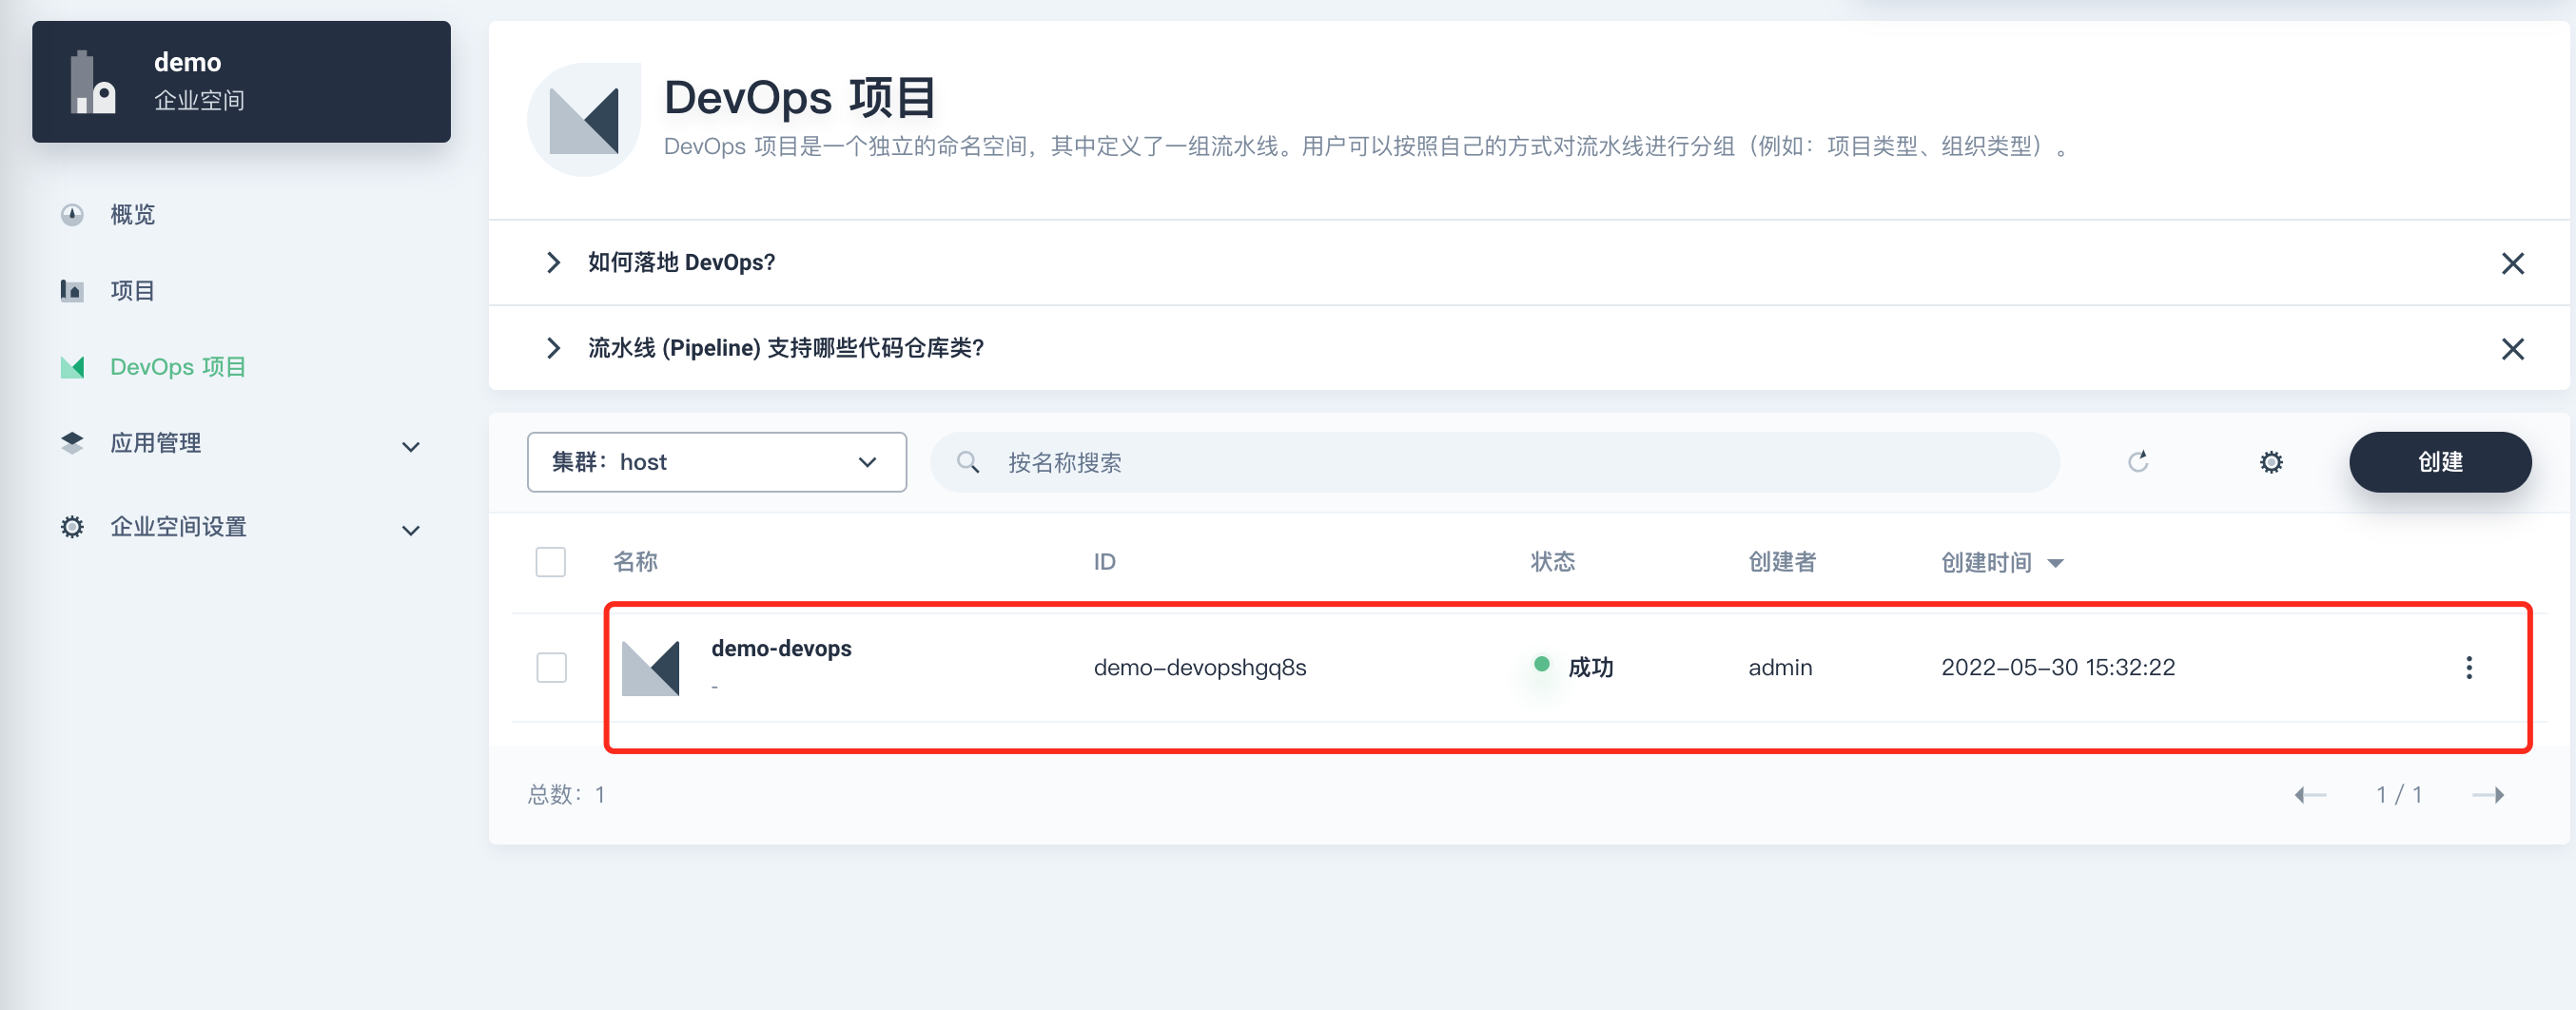 demo
企业空间
概览
项目
DevOps 项目
应用管理
企业空间设置
DevOps 项目
DevOps 项目是一个独立的命名空间，其中定义了一组流水线。用户可以按照自己的方式对流水线进行分组（例如：项目类型、组织类型）。
如何落地 DevOps?
流水线 (Pipeline) 支持哪些代码仓库类?
集群：host
按名称搜索
创建
名称 ID 状态 创建者 创建时间
demo-devops
-
demo-devopshgq8s 成功 admin 2022-05-30 15:32:22
总数：1
1 / 1